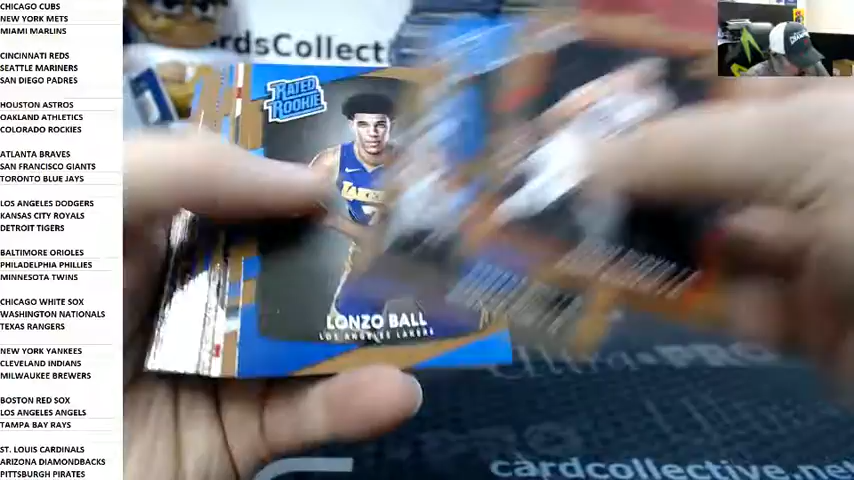 CHICAGO CUBS
NEW YORK METS
MIAMI MARLINS
CINCINNATI REDS
SEATTLE MARINERS
SAN DIEGO PADRES
HOUSTON ASTROS
OAKLAND ATHLETICS
COLORADO ROCKIES
ATLANTA BRAVES
SAN FRANCISCO GIANTS
TORONTO BLUE JAYS
LOS ANGELES DODGERS
KANSAS CITY ROYALS
DETROIT TIGERS
BALTIMORE ORIOLES
PHILADELPHIA PHILLIES
MINNESOTA TWINS
CHICAGO WHITE SOX
WASHINGTON NATIONALS
TEXAS RANGERS
NEW YORK YANKEES
CLEVELAND INDIANS
MILWAUKEE BREWERS
BOSTON RED SOX
LOS ANGELES ANGELS
TAMPA BAY RAYS
ST. LOUIS CARDINALS
ARIZONA DIAMONDBACKS
PITTSBURGH PIRATES
rdsCollecti
RATED
ROOKIE
LAKERS
LONZO BALL
LOS ANGELES LAKERS
Ultra PRO
cardcollective.net